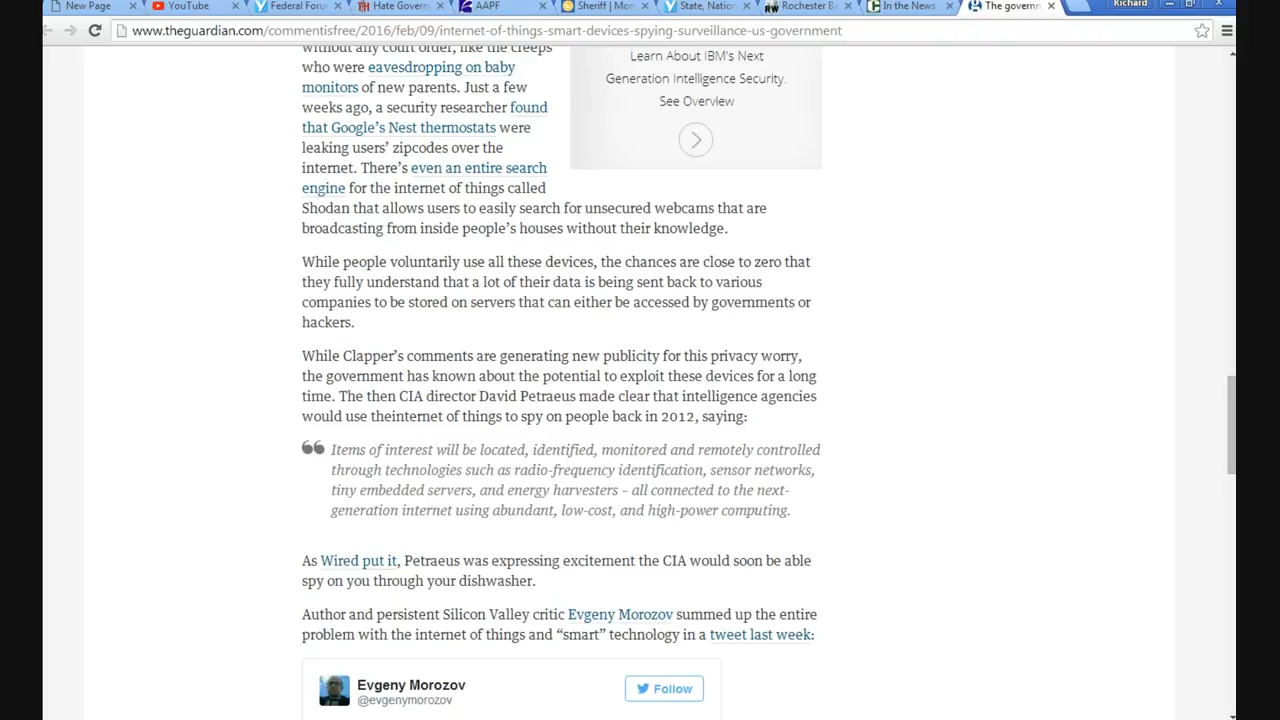 New Page
YouTube
Federal Foru
Hate Govern
AAPF
Sheriff | Mon
State, Nation
Rochester B
In the News
The governm
Richard
www.theguardian.com/commentisfree/2016/feb/09/internet-of-things-smart-devices-spying-surveillance-us-government
without any court order, like the creeps
who were eavesdropping on baby
monitors of new parents. Just a few
weeks ago, a security researcher found
that Google’s Nest thermostats were
leaking users’ zipcodes over the
internet. There’s even an entire search
engine for the internet of things called
Shodan that allows users to easily search for unsecured webcams that are
broadcasting from inside people’s houses without their knowledge.
Learn About IBM's Next
Generation Intelligence Security.
See Overview
While people voluntarily use all these devices, the chances are close to zero that
they fully understand that a lot of their data is being sent back to various
companies to be stored on servers that can either be accessed by governments or
hackers.
While Clapper’s comments are generating new publicity for this privacy worry,
the government has known about the potential to exploit these devices for a long
time. The then CIA director David Petraeus made clear that intelligence agencies
would use theinternet of things to spy on people back in 2012, saying:
Items of interest will be located, identified, monitored and remotely controlled
through technologies such as radio-frequency identification, sensor networks,
tiny embedded servers, and energy harvesters – all connected to the next-
generation internet using abundant, low-cost, and high-power computing.
As Wired put it, Petraeus was expressing excitement the CIA would soon be able
spy on you through your dishwasher.
Author and persistent Silicon Valley critic Evgeny Morozov summed up the entire
problem with the internet of things and “smart” technology in a tweet last week:
Evgeny Morozov
@evgenymorozov
Follow